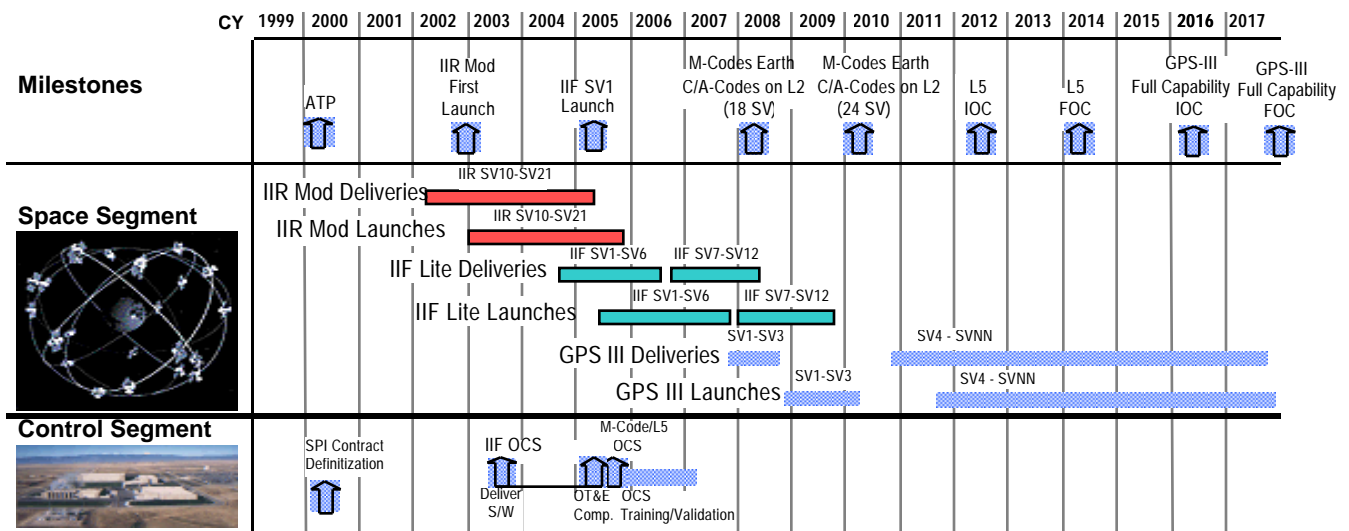 CY 1999 2000 2001 2002 2003 2004 2005 2006 2007 2008 2009 2010 2011 2012 2013 2014 2015 2016 2017
Milestones
ATP
IIR Mod
First
Launch
IIF SV1
Launch
M-Codes Earth
C/A-Codes on L2
(18 SV)
M-Codes Earth
C/A-Codes on L2
(24 SV)
L5
IOC
L5
FOC
GPS-III
Full Capability
IOC
GPS-III
Full Capability
FOC
Space Segment
IIR SV10-SV21
IIR Mod Deliveries
IIR SV10-SV21
IIR Mod Launches
IIF SV1-SV6 IIF SV7-SV12
IIF Lite Deliveries
IIF SV1-SV6 IIF SV7-SV12
IIF Lite Launches
SV1-SV3 SV4 - SVNN
GPS III Deliveries
SV1-SV3 SV4 - SVNN
GPS III Launches
Control Segment
SPI Contract
Definitization
IIF OCS
Deliver
S/W
M-Code/L5
OCS
OT&E
Comp.
OCS
Training/Validation